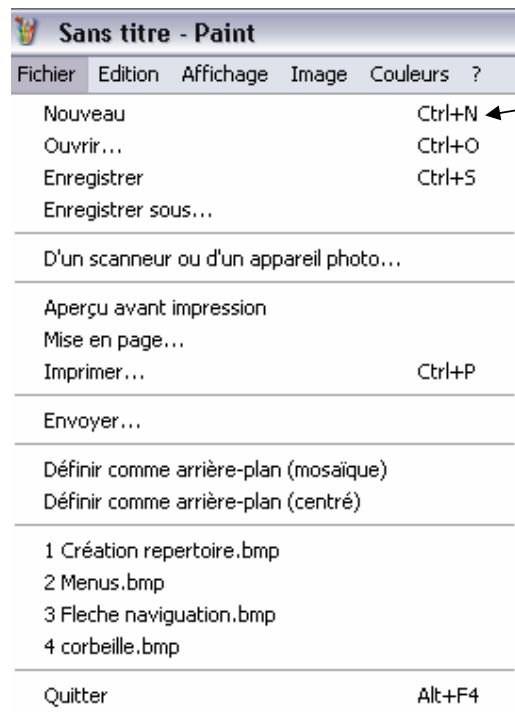 Sans titre - Paint
Fichier Edition Affichage Image Couleurs ?
Nouveau Ctrl+N
Ouvrir... Ctrl+O
Enregistrer Ctrl+S
Enregistrer sous...
D'un scanneur ou d'un appareil photo...
Aperçu avant impression
Mise en page...
Imprimer... Ctrl+P
Envoyer...
Définir comme arrière-plan (mosaïque)
Définir comme arrière-plan (centré)
1 Création repertoire.bmp
2 Menus.bmp
3 Fleche naviguation.bmp
4 corbeille.bmp
Quitter Alt+F4